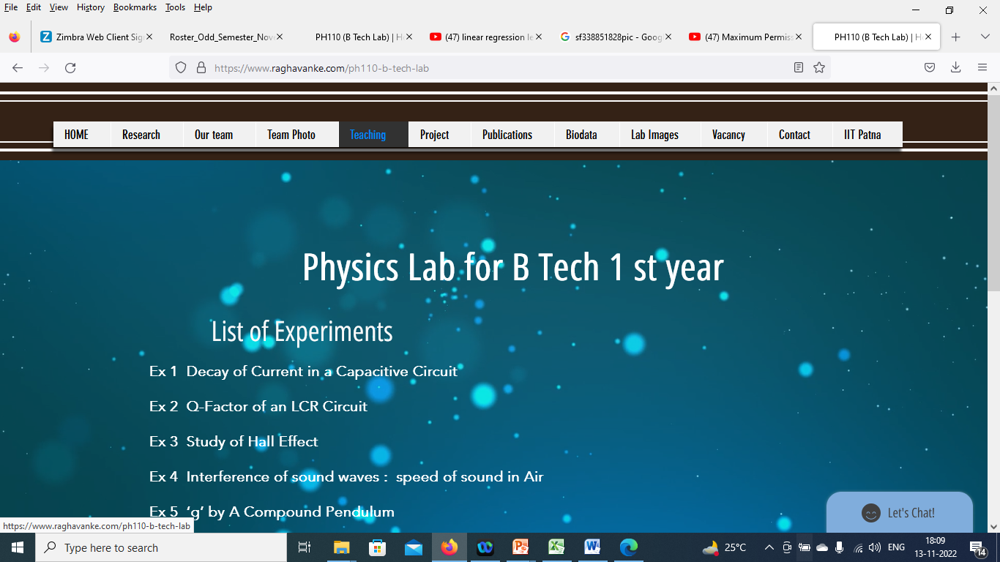 File Edit View History Bookmarks Tools Help
Zimbra Web Client Sig
Roster_Odd_Semester_Nove
PH110 (B Tech Lab) | Ho
(47) linear regression le
sf338851828pic - Goog
(47) Maximum Permiss
PH110 (B Tech Lab) | Ho
https://www.raghavanke.com/ph110-b-tech-lab
HOME Research Our team Team Photo Teaching Project Publications Biodata Lab Images Vacancy Contact IIT Patna
Physics Lab for B Tech 1 st year
List of Experiments
Ex 1 Decay of Current in a Capacitive Circuit
Ex 2 Q-Factor of an LCR Circuit
Ex 3 Study of Hall Effect
Ex 4 Interference of sound waves : speed of sound in Air
Ex 5 ‘g’ by A Compound Pendulum
Let's Chat!
https://www.raghavanke.com/ph110-b-tech-lab
Type here to search
25°C
ENG
18:09
13-11-2022
14